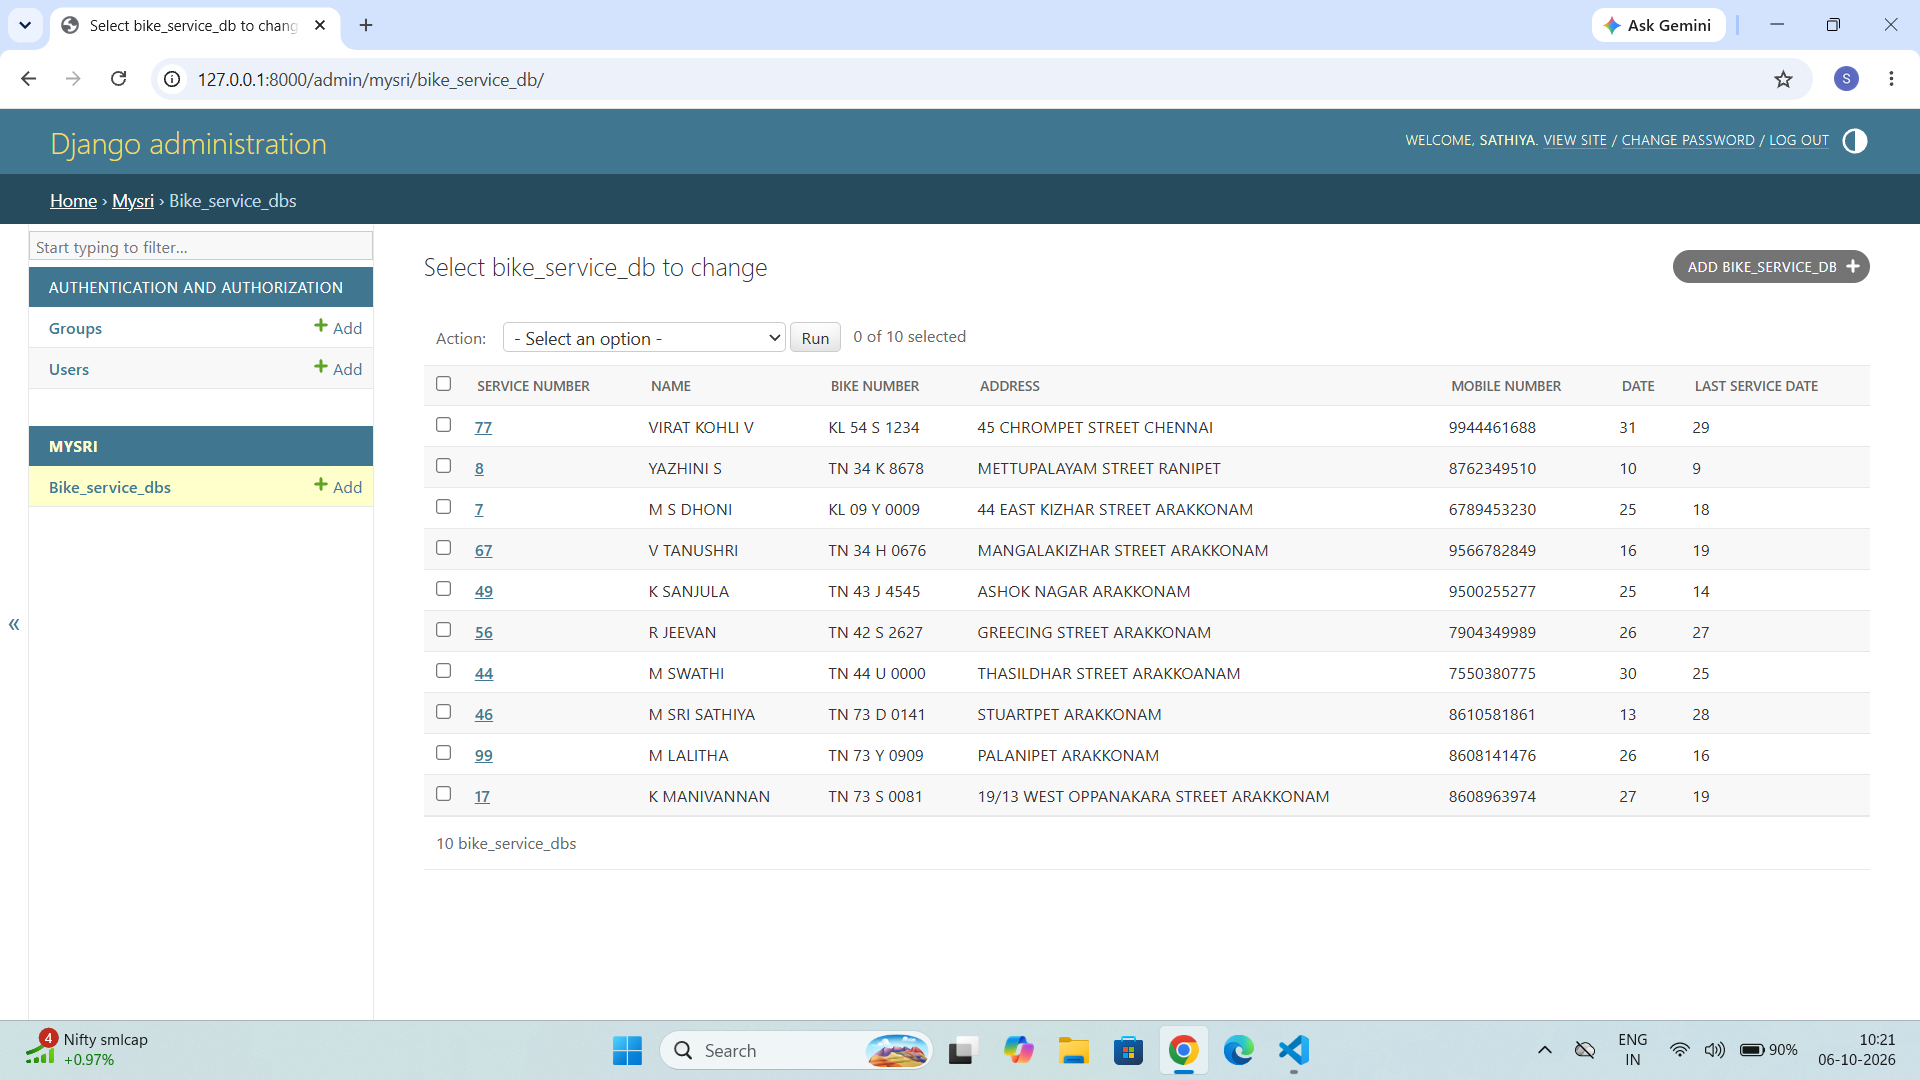 Select bike_service_db to chang
Ask Gemini
127.0.0.1:8000/admin/mysri/bike_service_db/
S
Django administration
WELCOME, SATHIYA. VIEW SITE / CHANGE PASSWORD / LOG OUT
Home › Mysri › Bike_service_dbs
Start typing to filter...
AUTHENTICATION AND AUTHORIZATION
Groups + Add
Users + Add
MYSRI
Bike_service_dbs + Add
«
Select bike_service_db to change
ADD BIKE_SERVICE_DB +
Action: - Select an option - Run 0 of 10 selected
SERVICE NUMBER NAME BIKE NUMBER ADDRESS MOBILE NUMBER DATE LAST SERVICE DATE
77 VIRAT KOHLI V KL 54 S 1234 45 CHROMPET STREET CHENNAI 9944461688 31 29
8 YAZHINI S TN 34 K 8678 METTUPALAYAM STREET RANIPET 8762349510 10 9
7 M S DHONI KL 09 Y 0009 44 EAST KIZHAR STREET ARAKKONAM 6789453230 25 18
67 V TANUSHRI TN 34 H 0676 MANGALAKIZHAR STREET ARAKKONAM 9566782849 16 19
49 K SANJULA TN 43 J 4545 ASHOK NAGAR ARAKKONAM 9500255277 25 14
56 R JEEVAN TN 42 S 2627 GREECING STREET ARAKKONAM 7904349989 26 27
44 M SWATHI TN 44 U 0000 THASILDHAR STREET ARAKKOANAM 7550380775 30 25
46 M SRI SATHIYA TN 73 D 0141 STUARTPET ARAKKONAM 8610581861 13 28
99 M LALITHA TN 73 Y 0909 PALANIPET ARAKKONAM 8608141476 26 16
17 K MANIVANNAN TN 73 S 0081 19/13 WEST OPPANAKARA STREET ARAKKONAM 8608963974 27 19
10 bike_service_dbs
4
Nifty smlcap
+0.97%
Search
ENG
IN
90%
10:21
06-10-2026